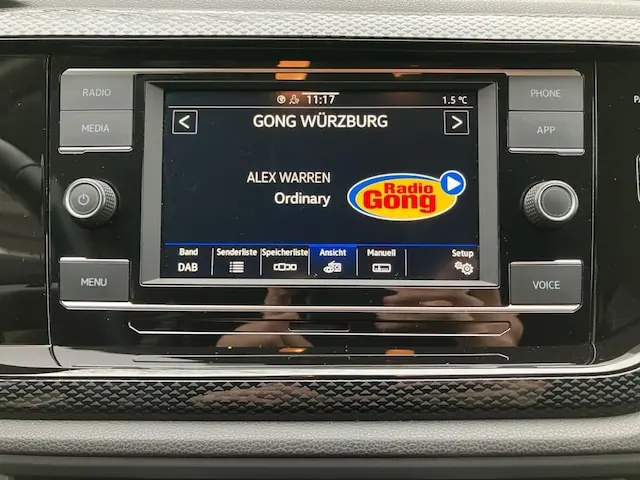 RADIO
MEDIA
MENU
11:17
1.5 °C
<
GONG WÜRZBURG
>
ALEX WARREN
Ordinary
Radio
Gong
Band
DAB
Senderliste
Speicherliste
Ansicht
Manuell
Setup
PHONE
APP
VOICE